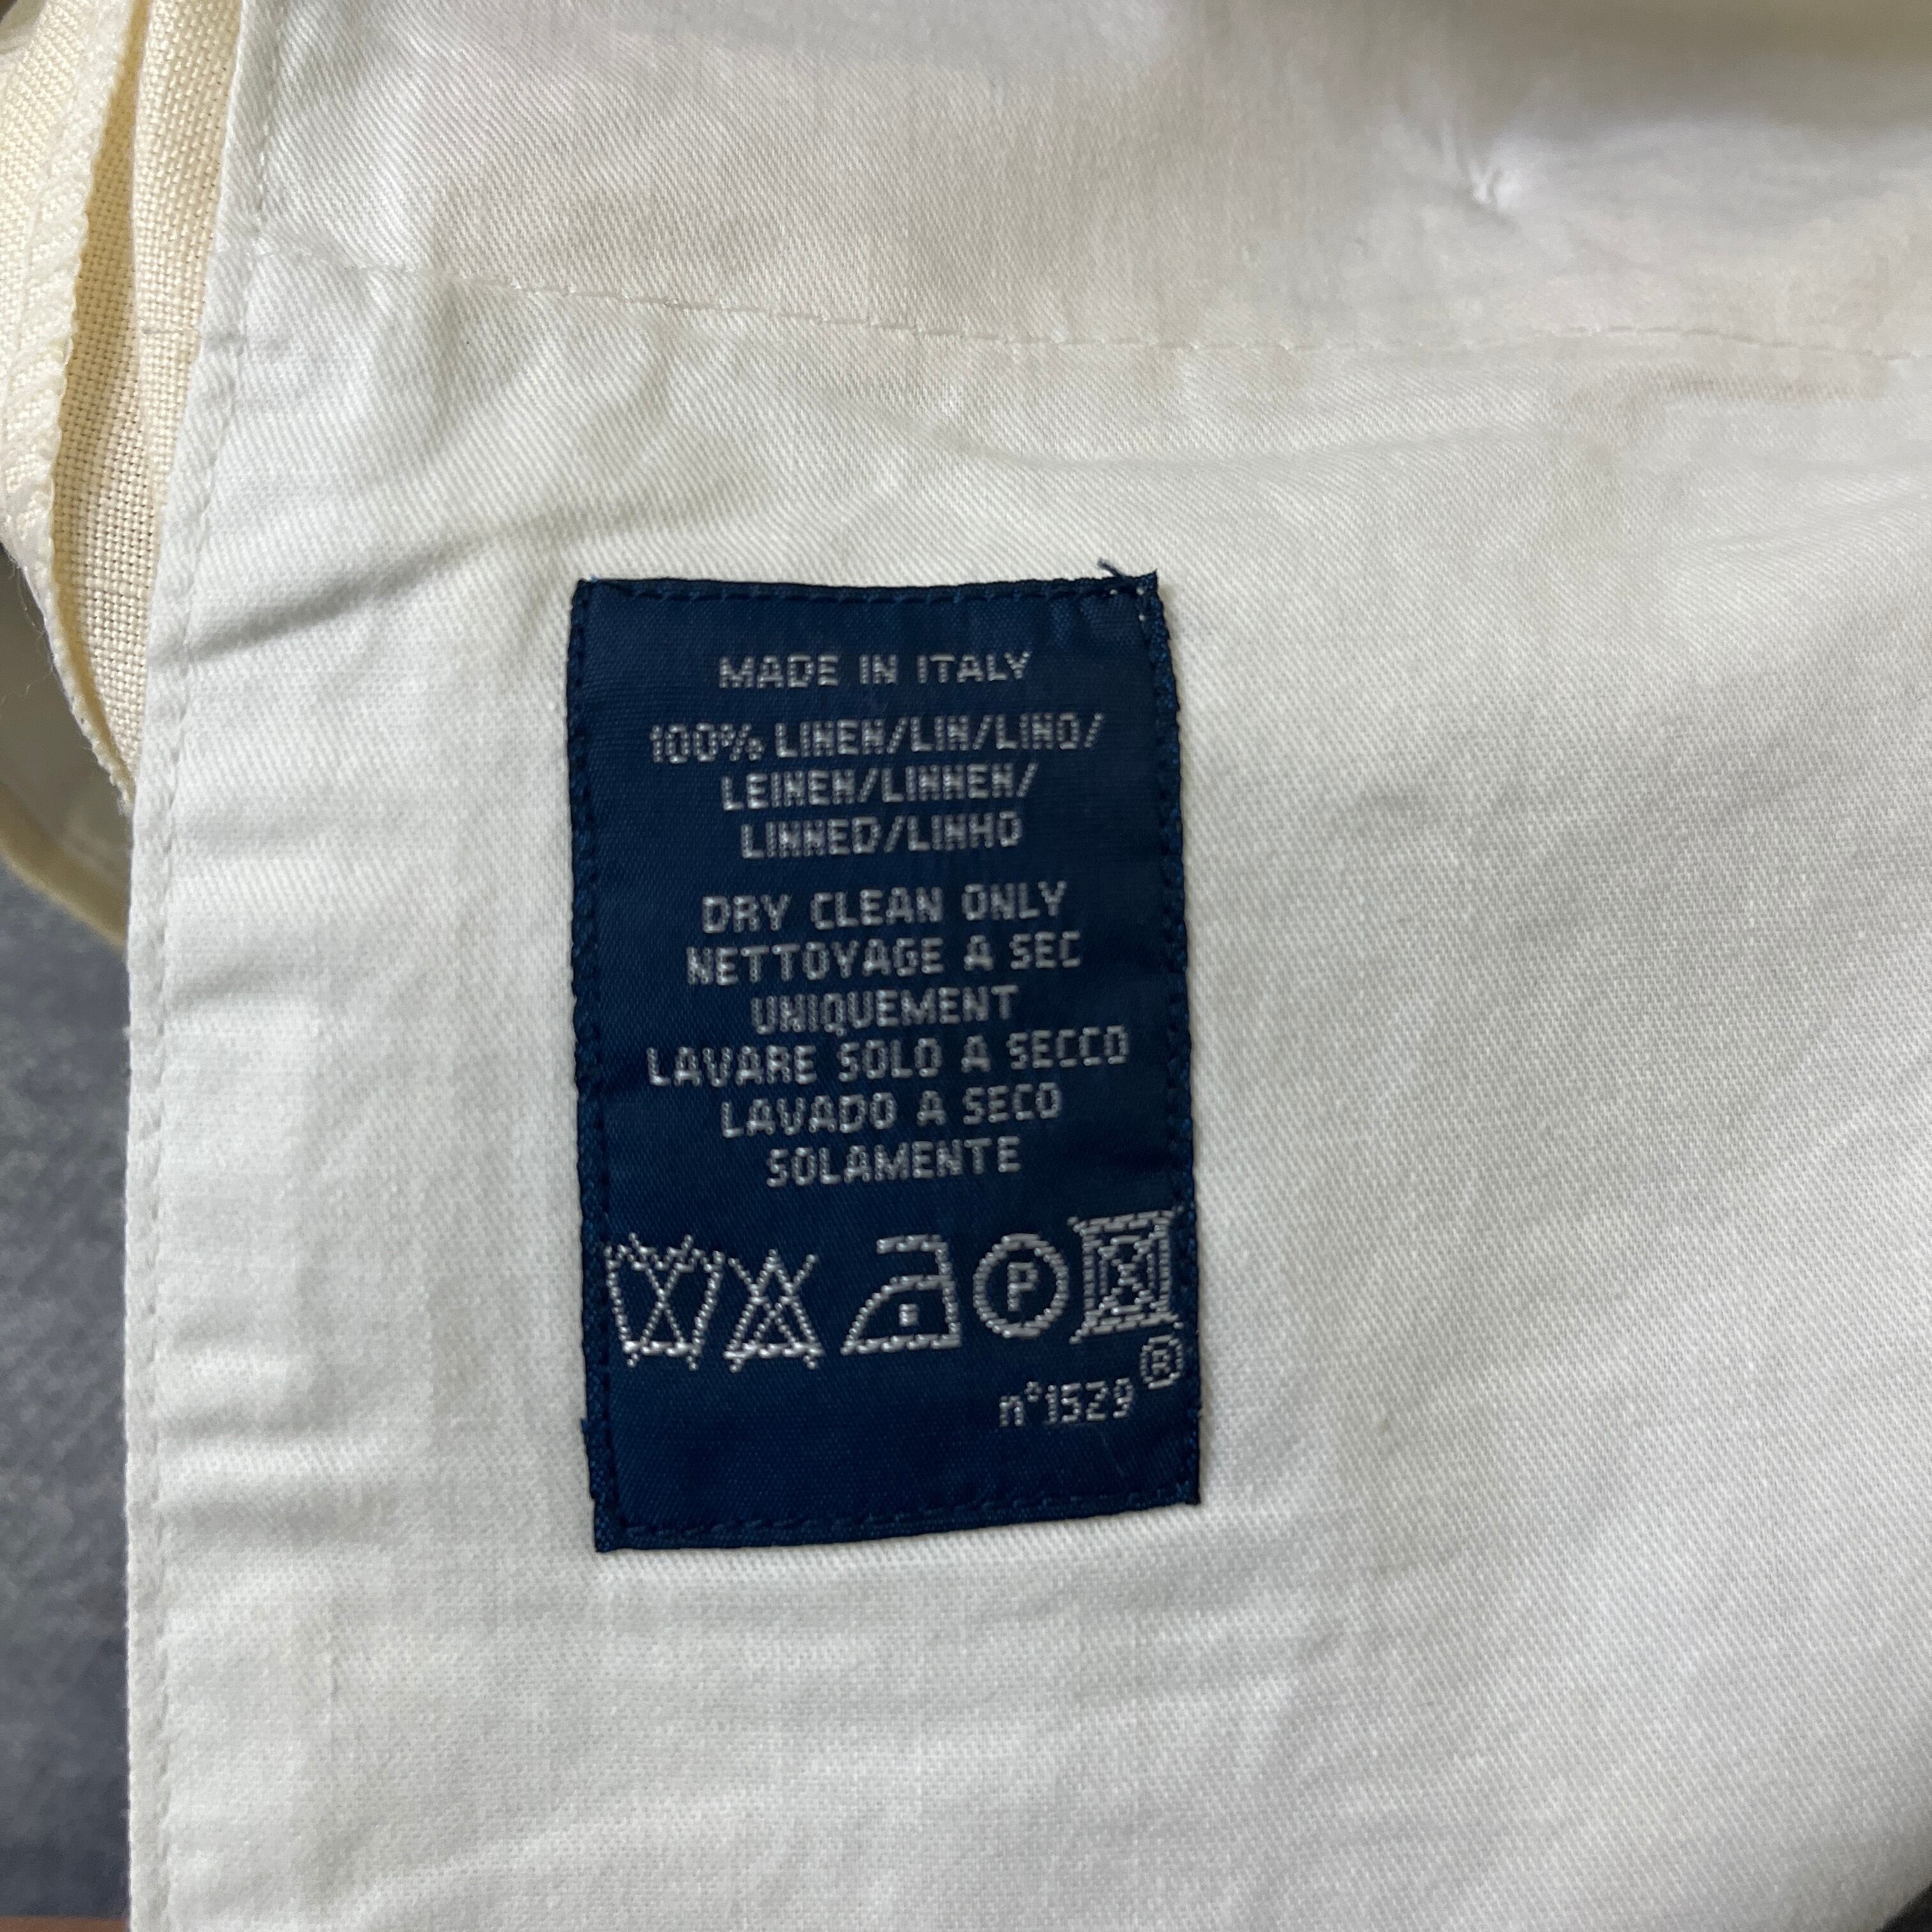 MADE IN ITALY
100% LINEN/LIN/LINO/
LEINEN/LINNEN/
LINNED/LINHO
DRY CLEAN ONLY
NETTOYAGE A SEC
UNIQUEMENT
LAVARE SOLO A SECCO
LAVADO A SECO
SOLAMENTE
P
®
n°1529